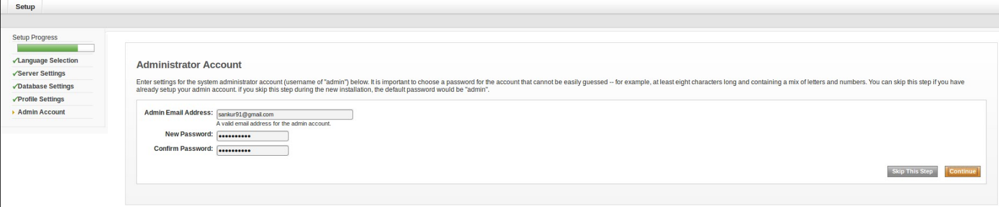 Setup
Setup Progress
Language Selection
Server Settings
Database Settings
Profile Settings
Admin Account
Administrator Account
Enter settings for the system administrator account (username of "admin") below. It is important to choose a password for the account that cannot be easily guessed -- for example, at least eight characters long and containing a mix of letters and numbers. You can skip this step if you have
already setup your admin account. if you skip this step during the new installation, the default password would be "admin".
Admin Email Address: sankur91@gmail.com
A valid email address for the admin account.
New Password: ••••••••••
Confirm Password: ••••••••••
Skip This Step Continue